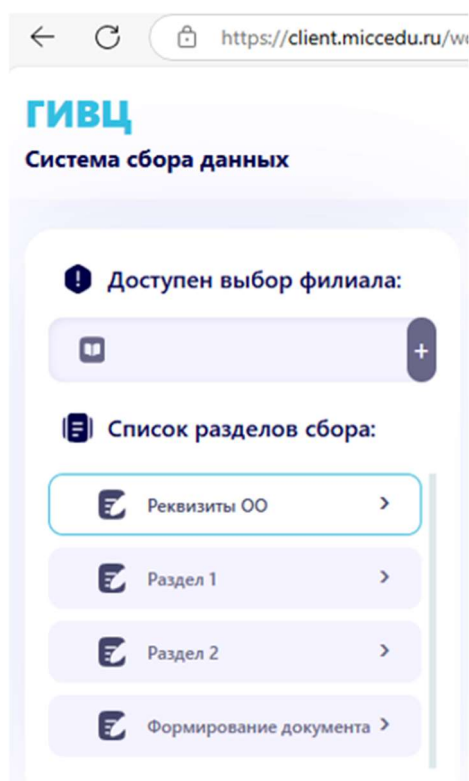 https://client.miccedu.ru/w
ГИВЦ
Система сбора данных
Доступен выбор филиала:
+
Список разделов сбора:
Реквизиты ОО
Раздел 1
Раздел 2
Формирование документа